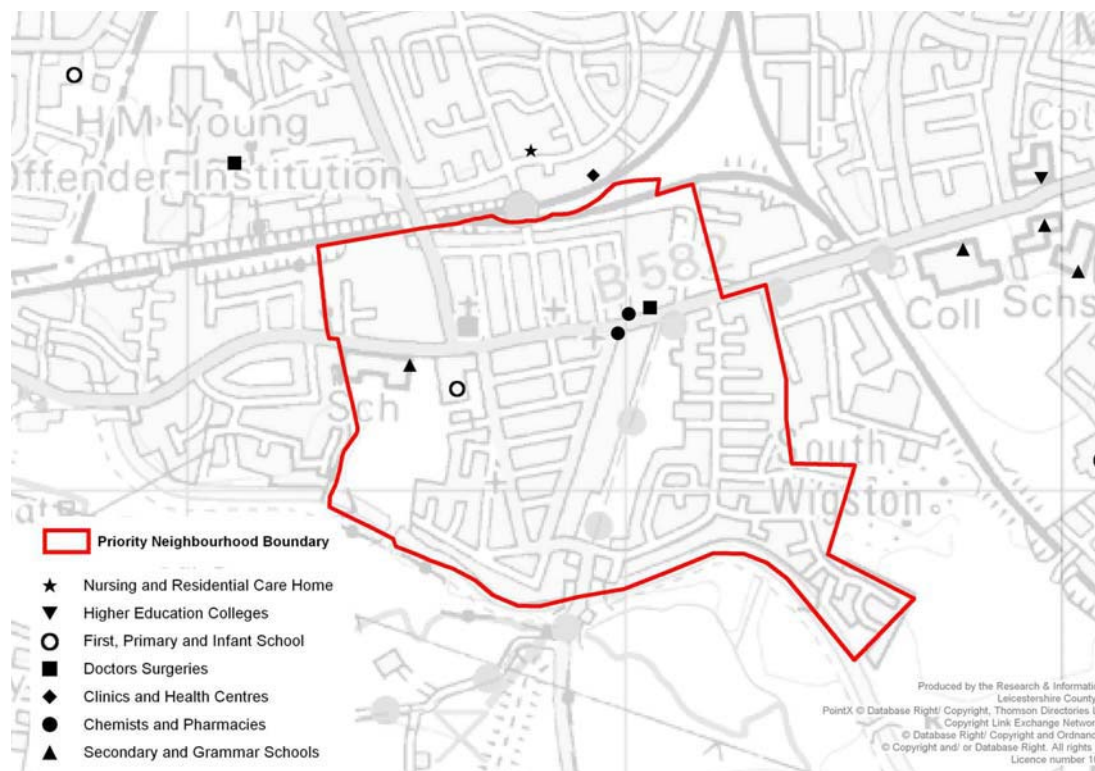 H M Young
Offender Institution
B 582
Coll
Schs
Sch
South
Wigston
Priority Neighbourhood Boundary
Nursing and Residential Care Home
Higher Education Colleges
First, Primary and Infant School
Doctors Surgeries
Clinics and Health Centres
Chemists and Pharmacies
Secondary and Grammar Schools
Produced by the Research & Informati
Leicestershire County
PointX © Database Right/ Copyright, Thomson Directories L
Copyright Link Exchange Networ
© Database Right/ Copyright and Ordnanc
© Copyright and/ or Database Right. All rights
Licence number 10